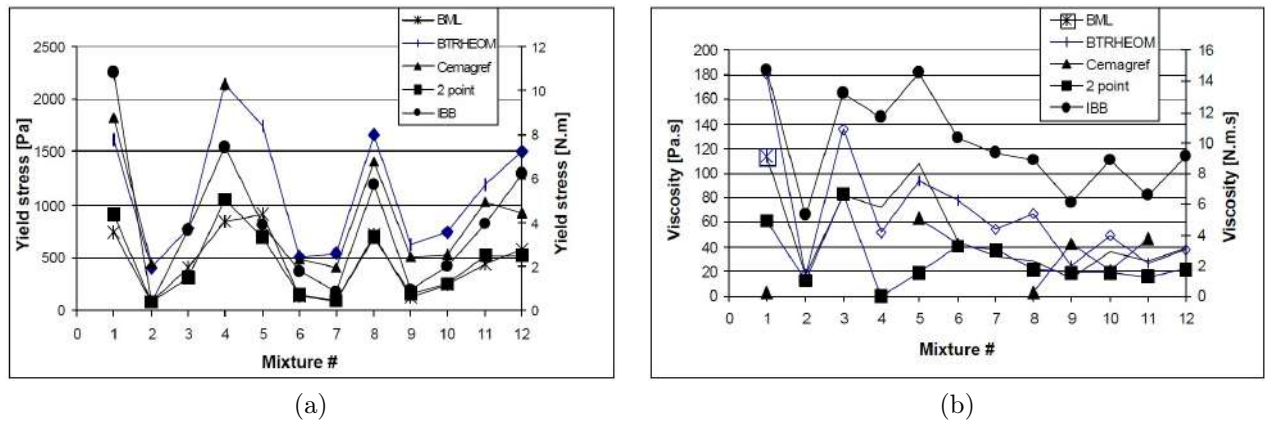 BML
BTRHEOM
Cemagref
2 point
IBB
2500
2000
1500
1000
500
0
12
10
8
6
4
2
0
Yield stress [Pa]
Yield stress [N.m]
0 1 2 3 4 5 6 7 8 9 10 11 12
Mixture #
(a)
BML
BTRHEOM
Cemagref
2 point
IBB
200
180
160
140
120
100
80
60
40
20
0
16
14
12
10
8
6
4
2
0
Viscosity [Pa.s]
Viscosity [N.m.s]
0 1 2 3 4 5 6 7 8 9 10 11 12
Mixture #
(b)